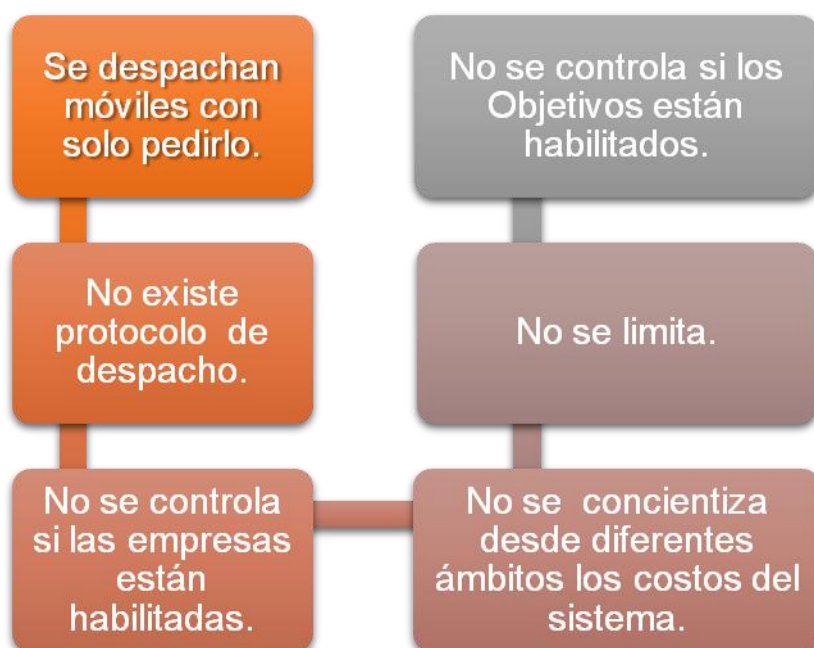 Se despachan
móviles con
solo pedirlo.
No existe
protocolo de
despacho.
No se controla
si las empresas
están
habilitadas.
No se concientiza
desde diferentes
ámbitos los costos del
sistema.
No se limita.
No se controla si los
Objetivos están
habilitados.